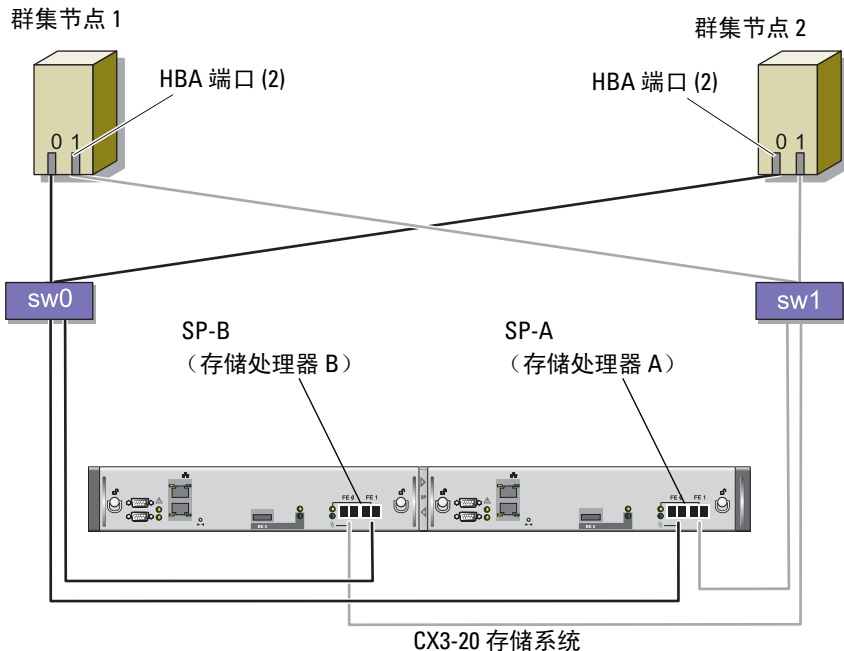 群集节点 1
群集节点 2
HBA 端口 (2)
HBA 端口 (2)
0 1
0 1
sw0
sw1
SP-B
（存储处理器 B）
SP-A
（存储处理器 A）
FE 0 FE 1
FE 0 FE 1
CX3-20 存储系统